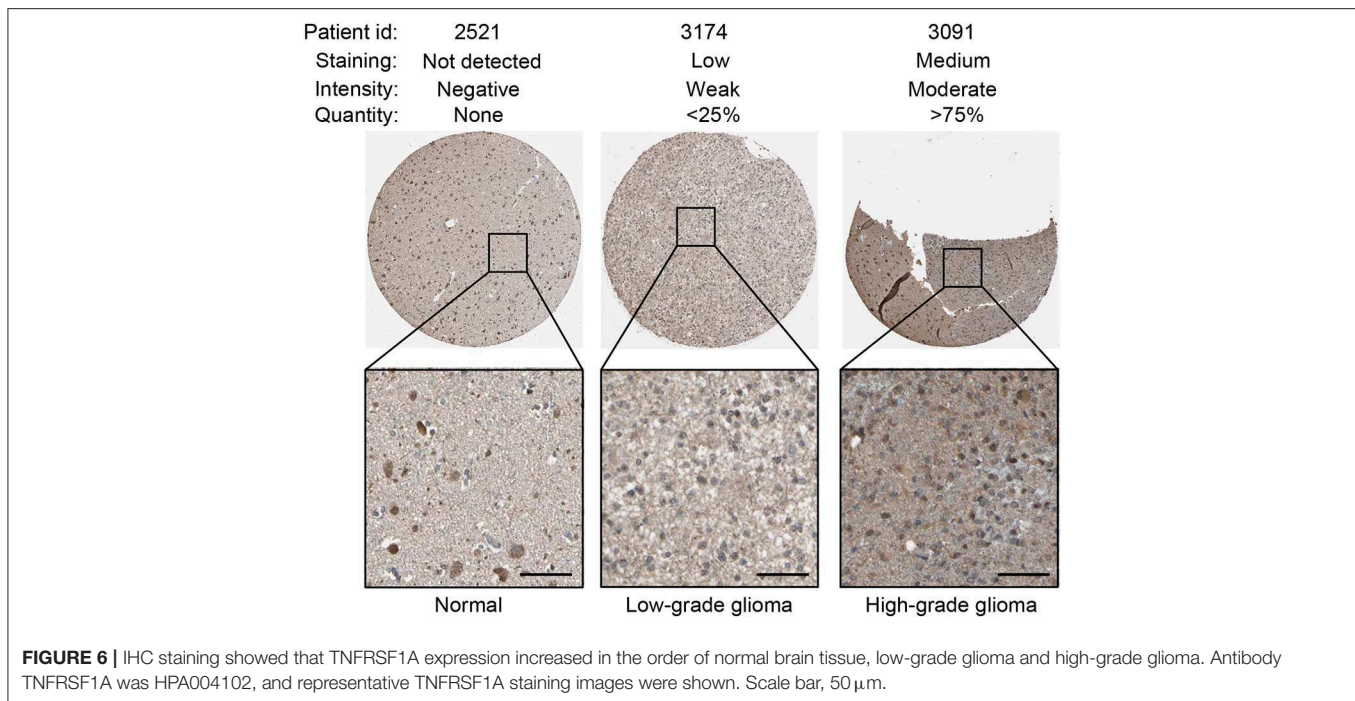 Patient id: 2521 3174 3091
Staining: Not detected Low Medium
Intensity: Negative Weak Moderate
Quantity: None <25% >75%
Normal Low-grade glioma High-grade glioma
FIGURE 6 | IHC staining showed that TNFRSF1A expression increased in the order of normal brain tissue, low-grade glioma and high-grade glioma. Antibody
TNFRSF1A was HPA004102, and representative TNFRSF1A staining images were shown. Scale bar, 50 μm.